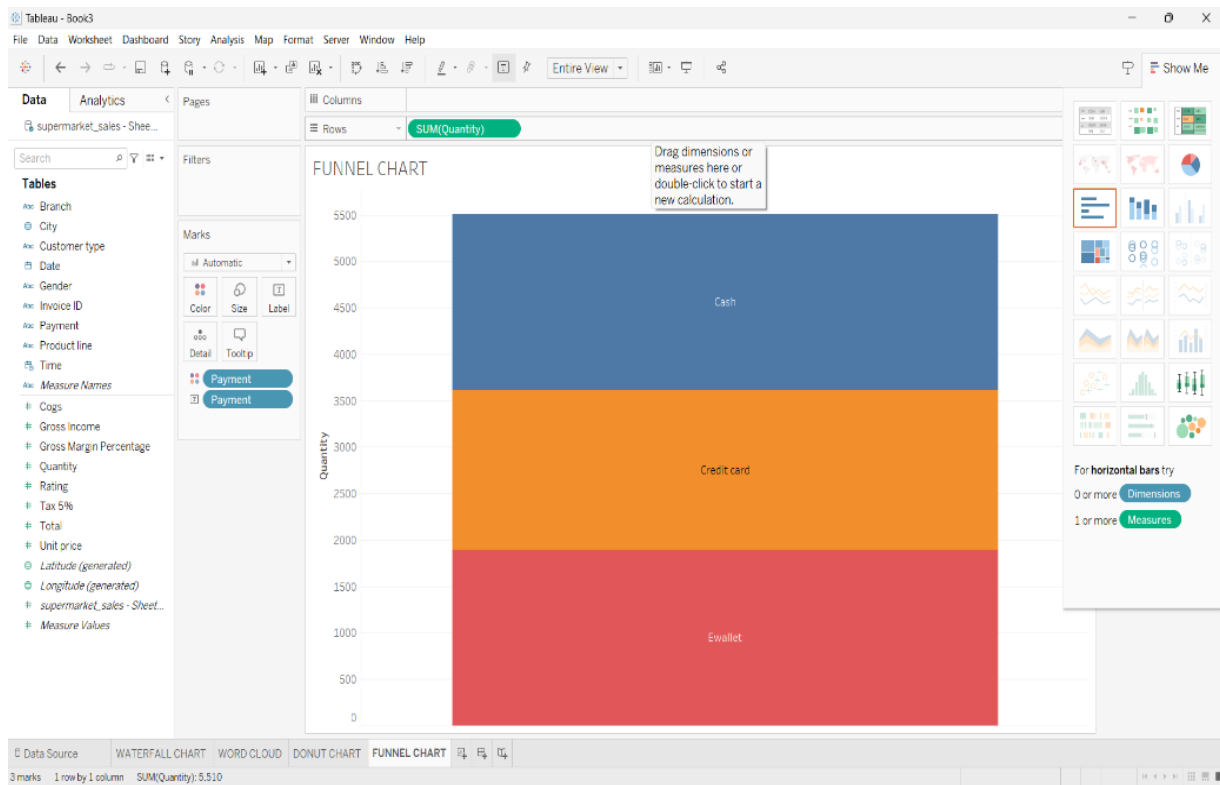 Tableau - Book3
File Data Worksheet Dashboard Story Analysis Map Format Server Window Help
Entire View
Show Me
Data Analytics
Pages
Columns
supermarket_sales - Shee...
Rows
SUM(Quantity)
Search
Filters
Drag dimensions or
measures here or
double-click to start a
new calculation.
FUNNEL CHART
Tables
Abc Branch
City
Abc Customer type
Date
Abc Gender
Abc Invoice ID
Abc Payment
Abc Product line
Time
Abc Measure Names
# Cogs
# Gross Income
# Gross Margin Percentage
# Quantity
# Rating
# Tax 5%
# Total
# Unit price
Latitude (generated)
Longitude (generated)
# supermarket_sales - Sheet...
# Measure Values
Marks
Automatic
Color Size Label
Detail Tooltip
Payment
Payment
Quantity
5500
5000
4500
4000
3500
3000
2500
2000
1500
1000
500
0
Cash
Credit card
Ewallet
For horizontal bars try
0 or more Dimensions
1 or more Measures
Data Source WATERFALL CHART WORD CLOUD DONUT CHART FUNNEL CHART
3 marks 1 row by 1 column SUM(Quantity): 5,510